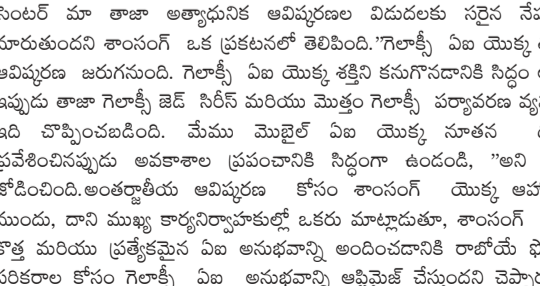 సెంటర్ మా తాజా అత్యాధునిక ఆవిష్కరణల విడుదలకు సరైన
మారుతుందని శాంసంగ్ ఒక ప్రకటనలో తెలిపింది."గెలాక్సీ ఏఐ యొక్క
ఆవిష్కరణ జరుగనుంది. గెలాక్సీ ఏఐ యొక్క శక్తిని కనుగొనడానికి సిద్ధం
ఇప్పుడు తాజా గెలాక్సీ జెడ్ సిరీస్ మరియు మొత్తం గెలాక్సీ పర్యావరణ
ఇది చొప్పించబడింది. మేము మొబైల్ ఏఐ యొక్క నూతన
ప్రవేశించినప్పుడు అవకాశాల ప్రపంచానికి సిద్ధంగా ఉండండి, "అని
జోడించింది.అంతర్జాతీయ ఆవిష్కరణ కోసం శాంసంగ్ యొక్క
ముందు, దాని ముఖ్య కార్యనిర్వాహకుల్లో ఒకరు మాట్లాడుతూ, శాంసంగ్
కొత్త మరియు ప్రత్యేకమైన ఏఐ అనుభవాన్ని అందించడానికి రాబోయే
పరికరాల కోసం గెలాక్సీ ఏఐ అనుభవాన్ని ఆప్టిమైజ్ చేస్తుందని